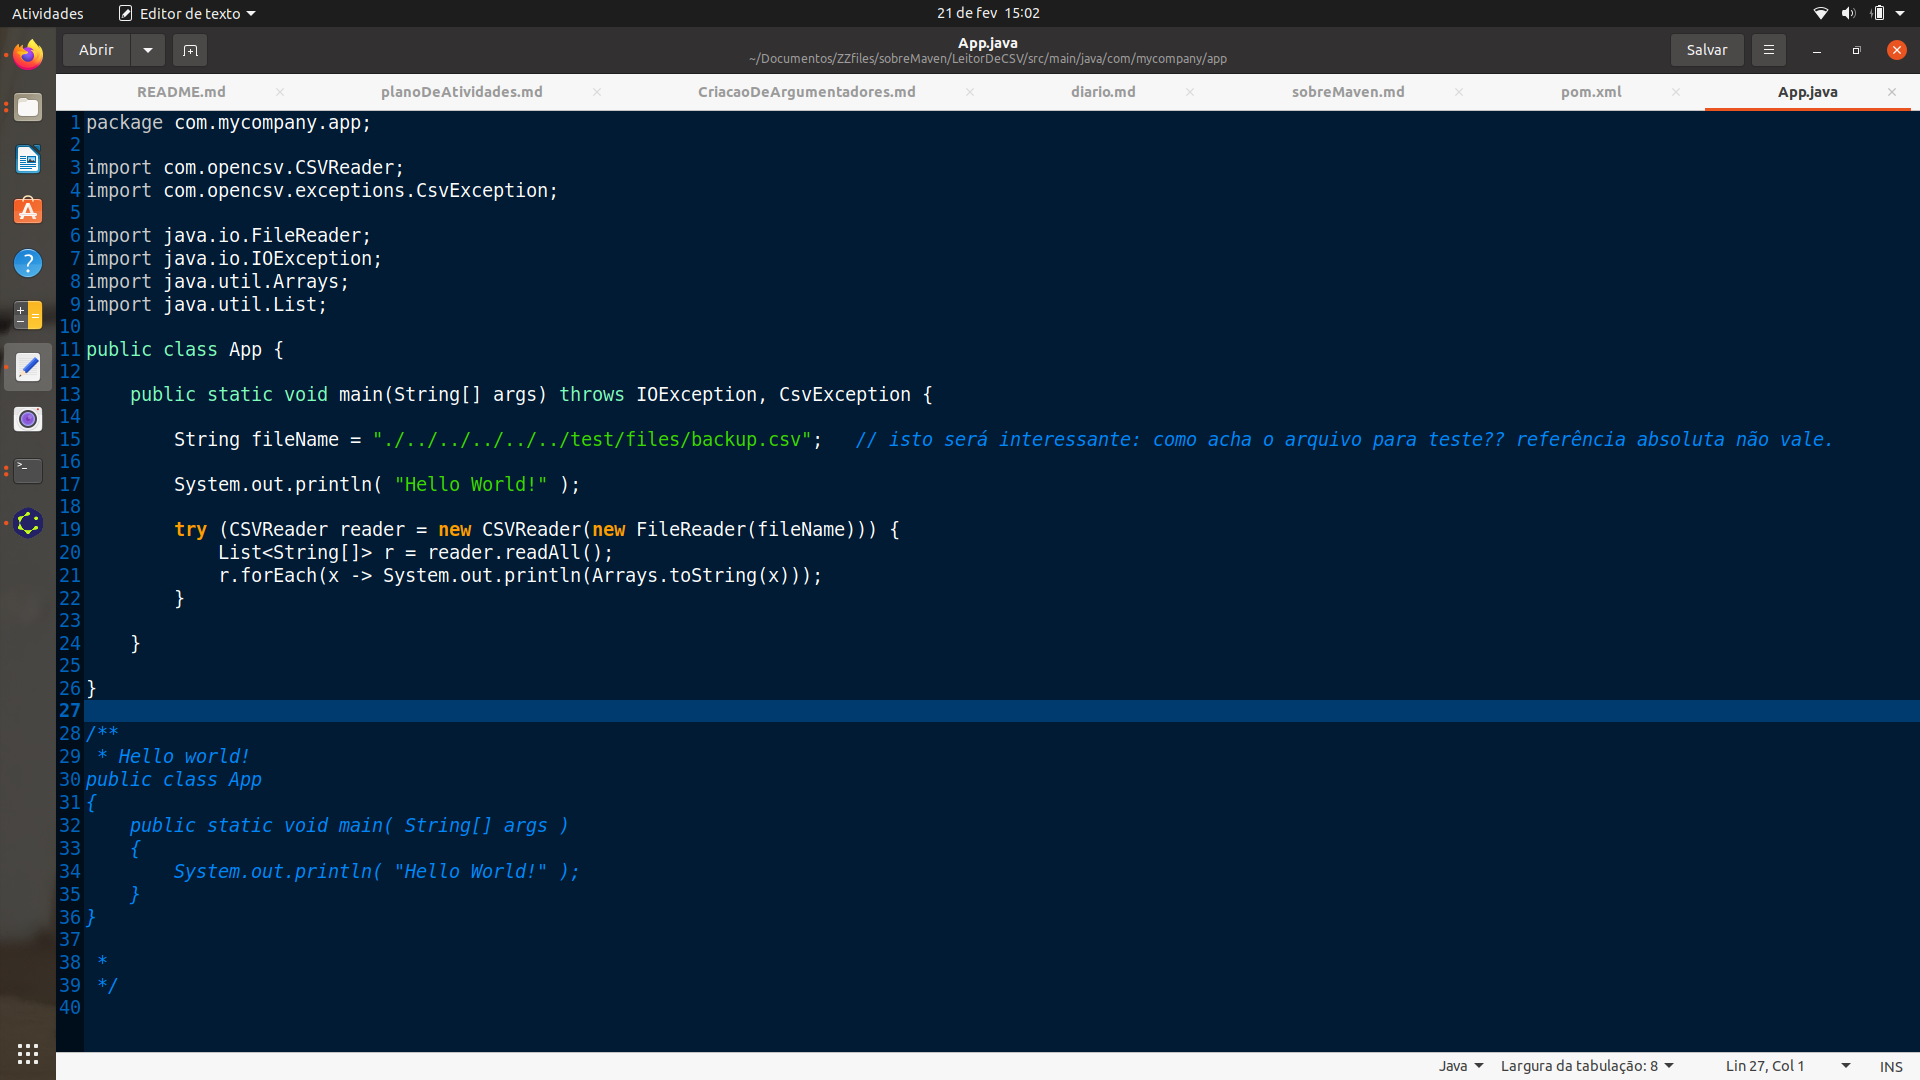 Atividades
Editor de texto
21 de fev 15:02
Abrir
App.java
~/Documentos/ZZfiles/sobreMaven/LeitorDeCSV/src/main/java/com/mycompany/app
Salvar
README.md
planoDeAtividades.md
CriacaoDeArgumentadores.md
diario.md
sobreMaven.md
pom.xml
App.java
1 package com.mycompany.app;
2
3 import com.opencsv.CSVReader;
4 import com.opencsv.exceptions.CsvException;
5
6 import java.io.FileReader;
7 import java.io.IOException;
8 import java.util.Arrays;
9 import java.util.List;
10
11 public class App {
12
13     public static void main(String[] args) throws IOException, CsvException {
14
15         String fileName = "./../../../../../test/files/backup.csv";   // isto será interessante: como acha o arquivo para teste?? referência absoluta não vale.
16
17         System.out.println( "Hello World!" );
18
19         try (CSVReader reader = new CSVReader(new FileReader(fileName))) {
20             List<String[]> r = reader.readAll();
21             r.forEach(x -> System.out.println(Arrays.toString(x)));
22         }
23
24     }
25
26 }
27
28 /**
29  * Hello world!
30 public class App
31 {
32     public static void main( String[] args )
33     {
34         System.out.println( "Hello World!" );
35     }
36 }
37
38  *
39  */
40
Java
Largura da tabulação: 8
Lin 27, Col 1
INS